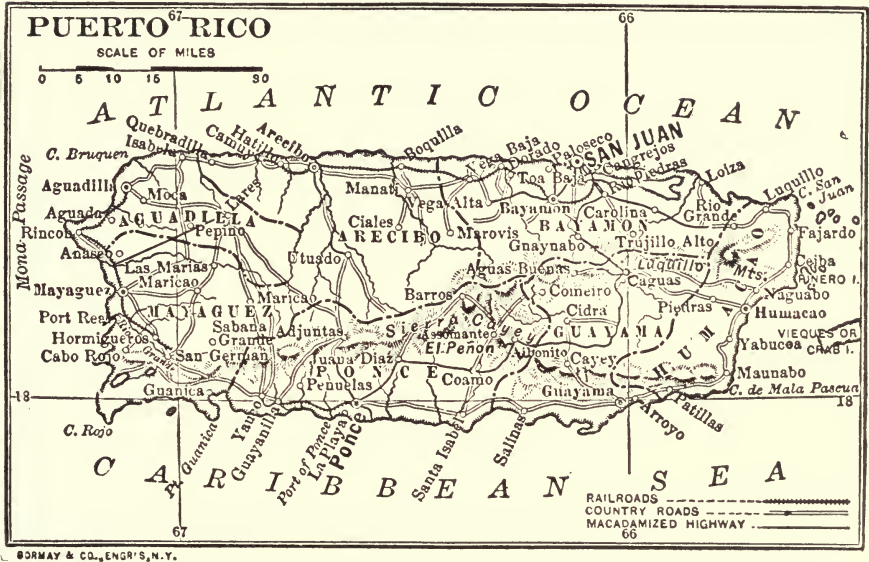 PUERTO RICO
67
66
SCALE OF MILES
0 5 10 15 30
ATLANTIC OCEAN
Mona Passage
C. Bruquen
Isabela
Quebradilla
Camuy
Hatillo
Arecibo
Boquilla
Vega Baja
Dorado
Paloseco
SAN JUAN
Cangrejos
Rio Piedras
Loiza
Luquillo
C. San
Juan
Aguadilla
Moca
Lares
Manati
Vega Alta
Toa Baja
Bayamon
Carolina
Rio
Grande
Aguada
AGUADILLA
Pepino
Ciales
ARECIBO
Marovis
BAYAMON
Rincon
Fajardo
Gnaynabo
Trujillo Alto
Anasco
Utuado
Las Marias
Aguas Buenas
Luquillo
Mts.
Ceiba
PINERO I.
Mayaguez
Maricao
Caguas
Naguabo
Maricao
Barros
Comeiro
Port Real
MAYAGUEZ
Cidra
Piedras
Humacao
HUMACAO
Sabana
Grande
Adjuntas
Sierra Cayey
GUAYAMA
VIEQUES OR
CRAB I.
Hormigueros
Assomante
El Peñon
Yabucoa
Cabo Rojo
San German
Juana Diaz
Aibonito
Cayey
PONCE
Maunabo
Guanica
Penuelas
Coamo
Guayama
C. de Mala Pascua
18
18
C. Rojo
Pt. Guanica
Yauco
Guayanilla
Port of Ponce
La Playa
Ponce
Santa Isabel
Salinas
Arroyo
Patillas
CARIBBEAN SEA
RAILROADS
COUNTRY ROADS
MACADAMIZED HIGHWAY
67
66
BORMAY & CO., ENGR'S, N.Y.